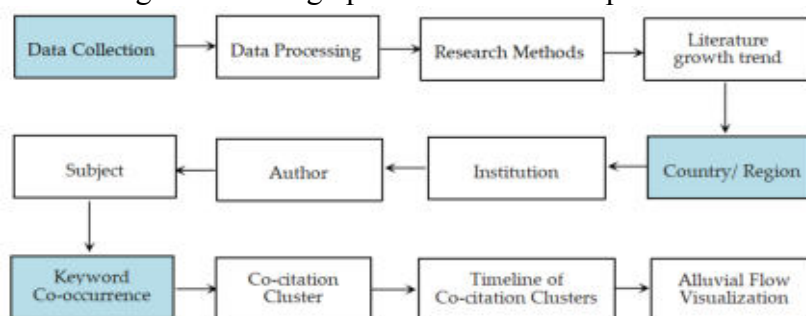 Data Collection
Data Processing
Research Methods
Literature
growth trend
Country/ Region
Institution
Author
Subject
Keyword
Co-occurrence
Co-citation
Cluster
Timeline of
Co-citation Clusters
Alluvial Flow
Visualization